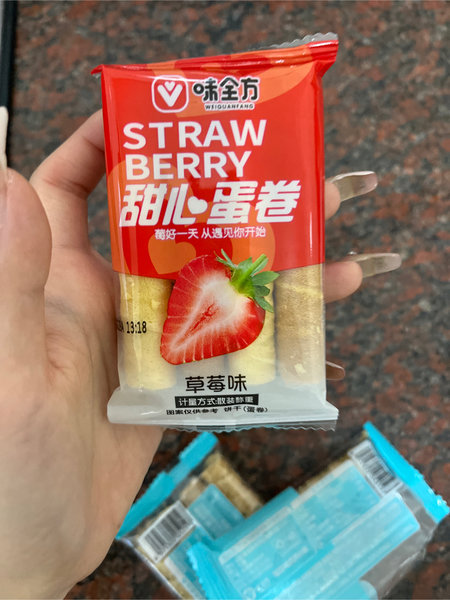 味全方
WEIQUANFANG
STRAW
BERRY
甜心蛋卷
莓好一天 从遇见你开始
13:18
草莓味
计量方式:散装称重
图案仅供参考 饼干(蛋卷)